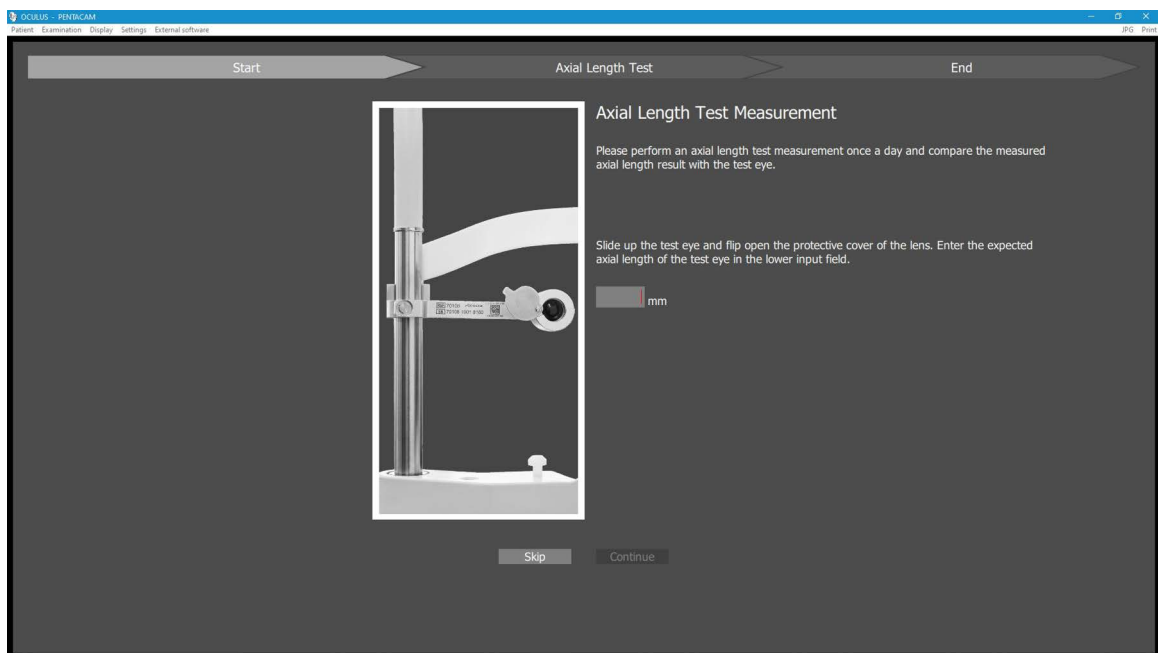 OCULUS - PENTACAM
Patient Examination Display Settings External software JPG Print
Start Axial Length Test End
Axial Length Test Measurement
Please perform an axial length test measurement once a day and compare the measured
axial length result with the test eye.
Slide up the test eye and flip open the protective cover of the lens. Enter the expected
axial length of the test eye in the lower input field.
mm
Skip Continue